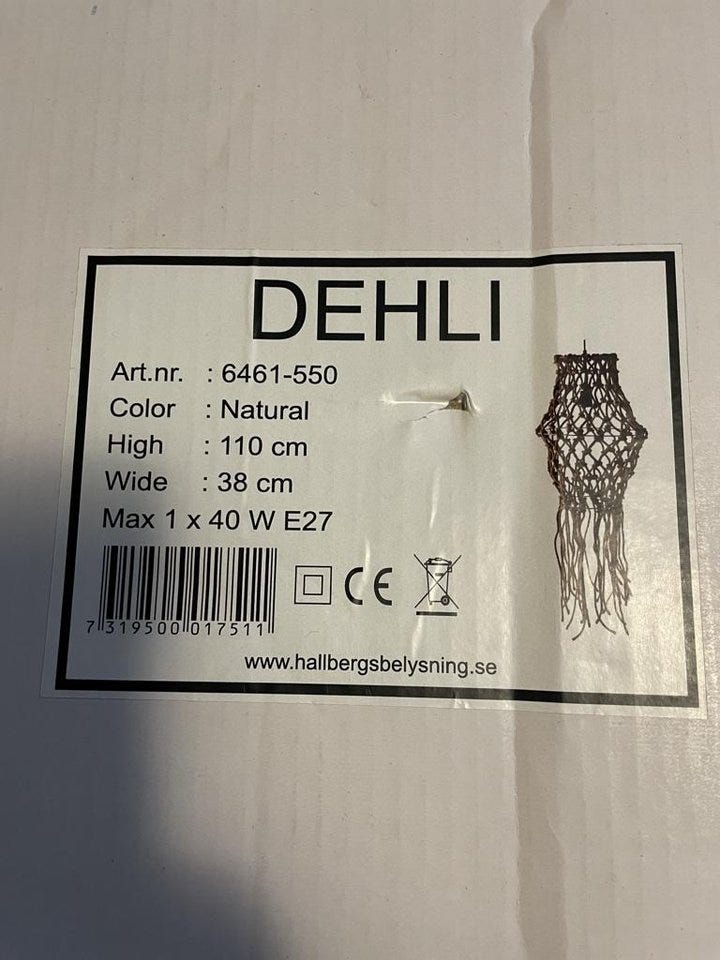 DEHLI
Art.nr. : 6461-550
Color : Natural
High : 110 cm
Wide : 38 cm
Max 1 x 40 W E27
CE
7 319500 017511
www.hallbergsbelysning.se